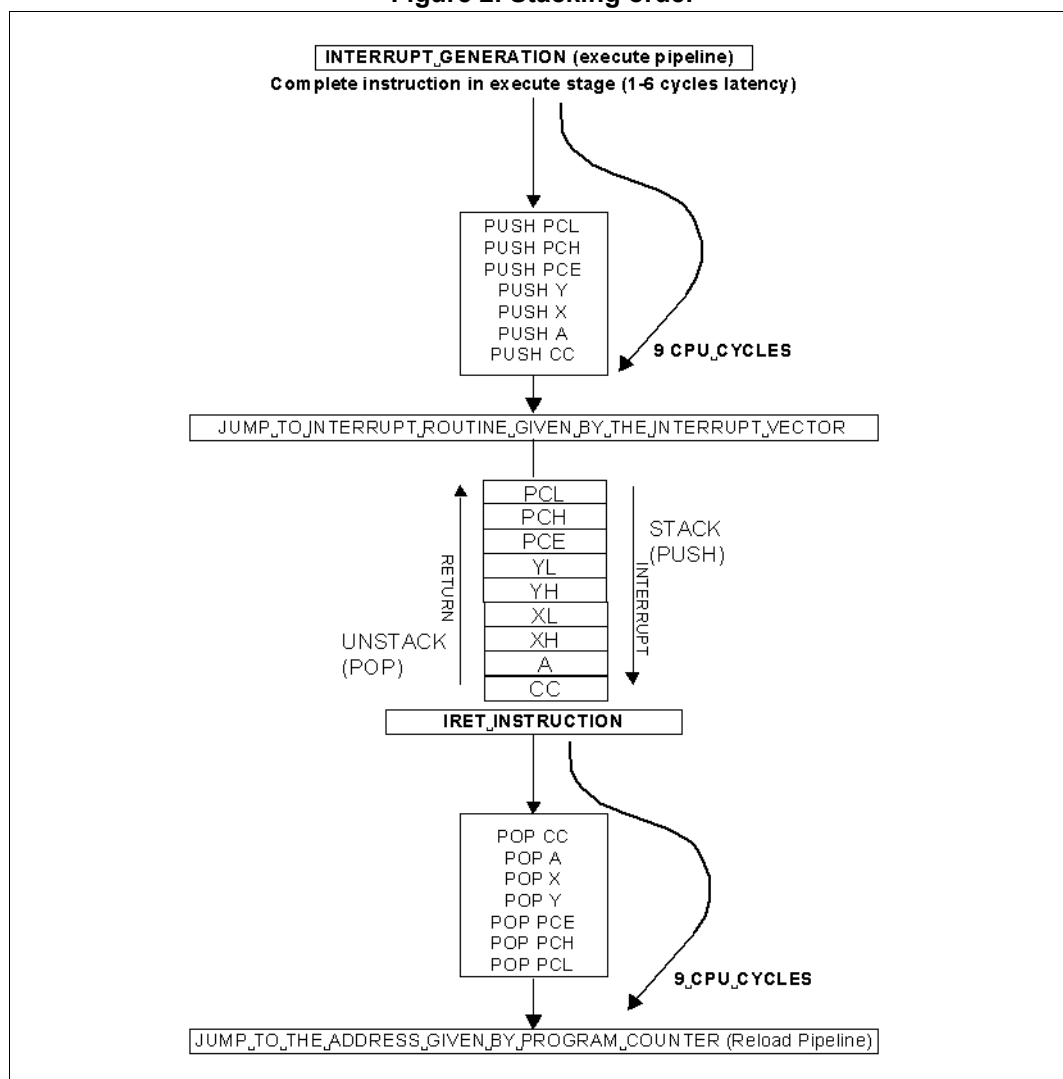 Figure 2. Stacking order
INTERRUPT␣GENERATION (execute pipeline)
Complete instruction in execute stage (1-6 cycles latency)
PUSH PCL
PUSH PCH
PUSH PCE
PUSH Y
PUSH X
PUSH A
PUSH CC
9 CPU␣CYCLES
JUMP␣TO␣INTERRUPT␣ROUTINE␣GIVEN␣BY␣THE␣INTERRUPT␣VECTOR
PCL
PCH
PCE
YL
YH
XL
XH
A
CC
RETURN
UNSTACK
(POP)
STACK
(PUSH)
INTERRUPT
IRET␣INSTRUCTION
POP CC
POP A
POP X
POP Y
POP PCE
POP PCH
POP PCL
9␣CPU␣CYCLES
JUMP␣TO␣THE␣ADDRESS␣GIVEN␣BY␣PROGRAM␣COUNTER (Reload Pipeline)